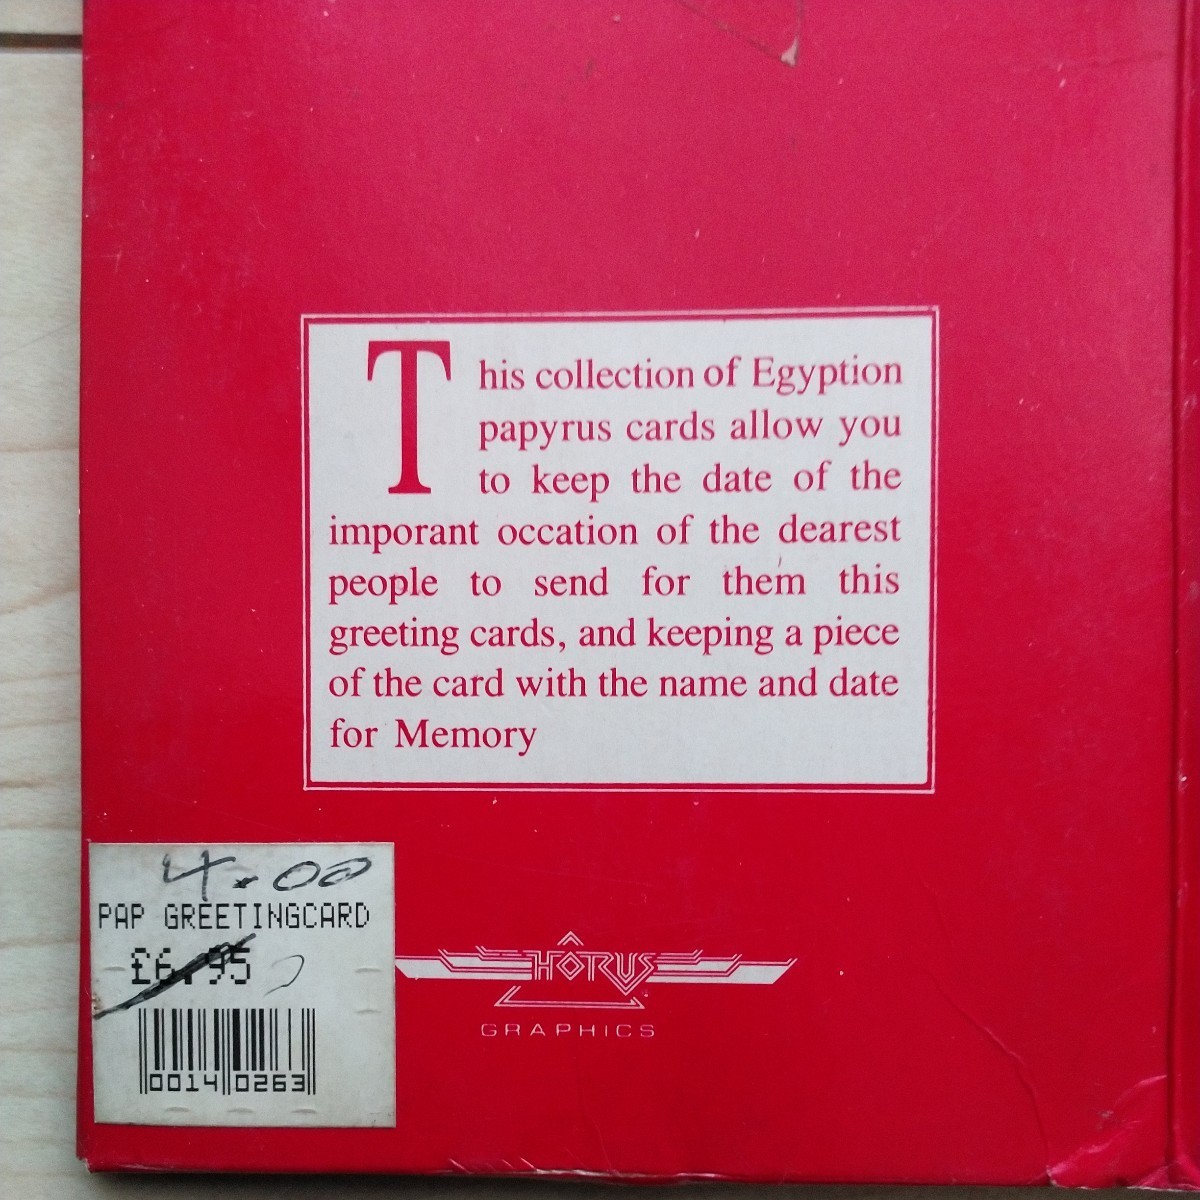 This collection of Egyption
papyrus cards allow you
to keep the date of the
imporant occation of the dearest
people to send for them this
greeting cards, and keeping a piece
of the card with the name and date
for Memory
4.00
PAP GREETINGCARD
£6.95
0014 0263
HORUS
GRAPHICS